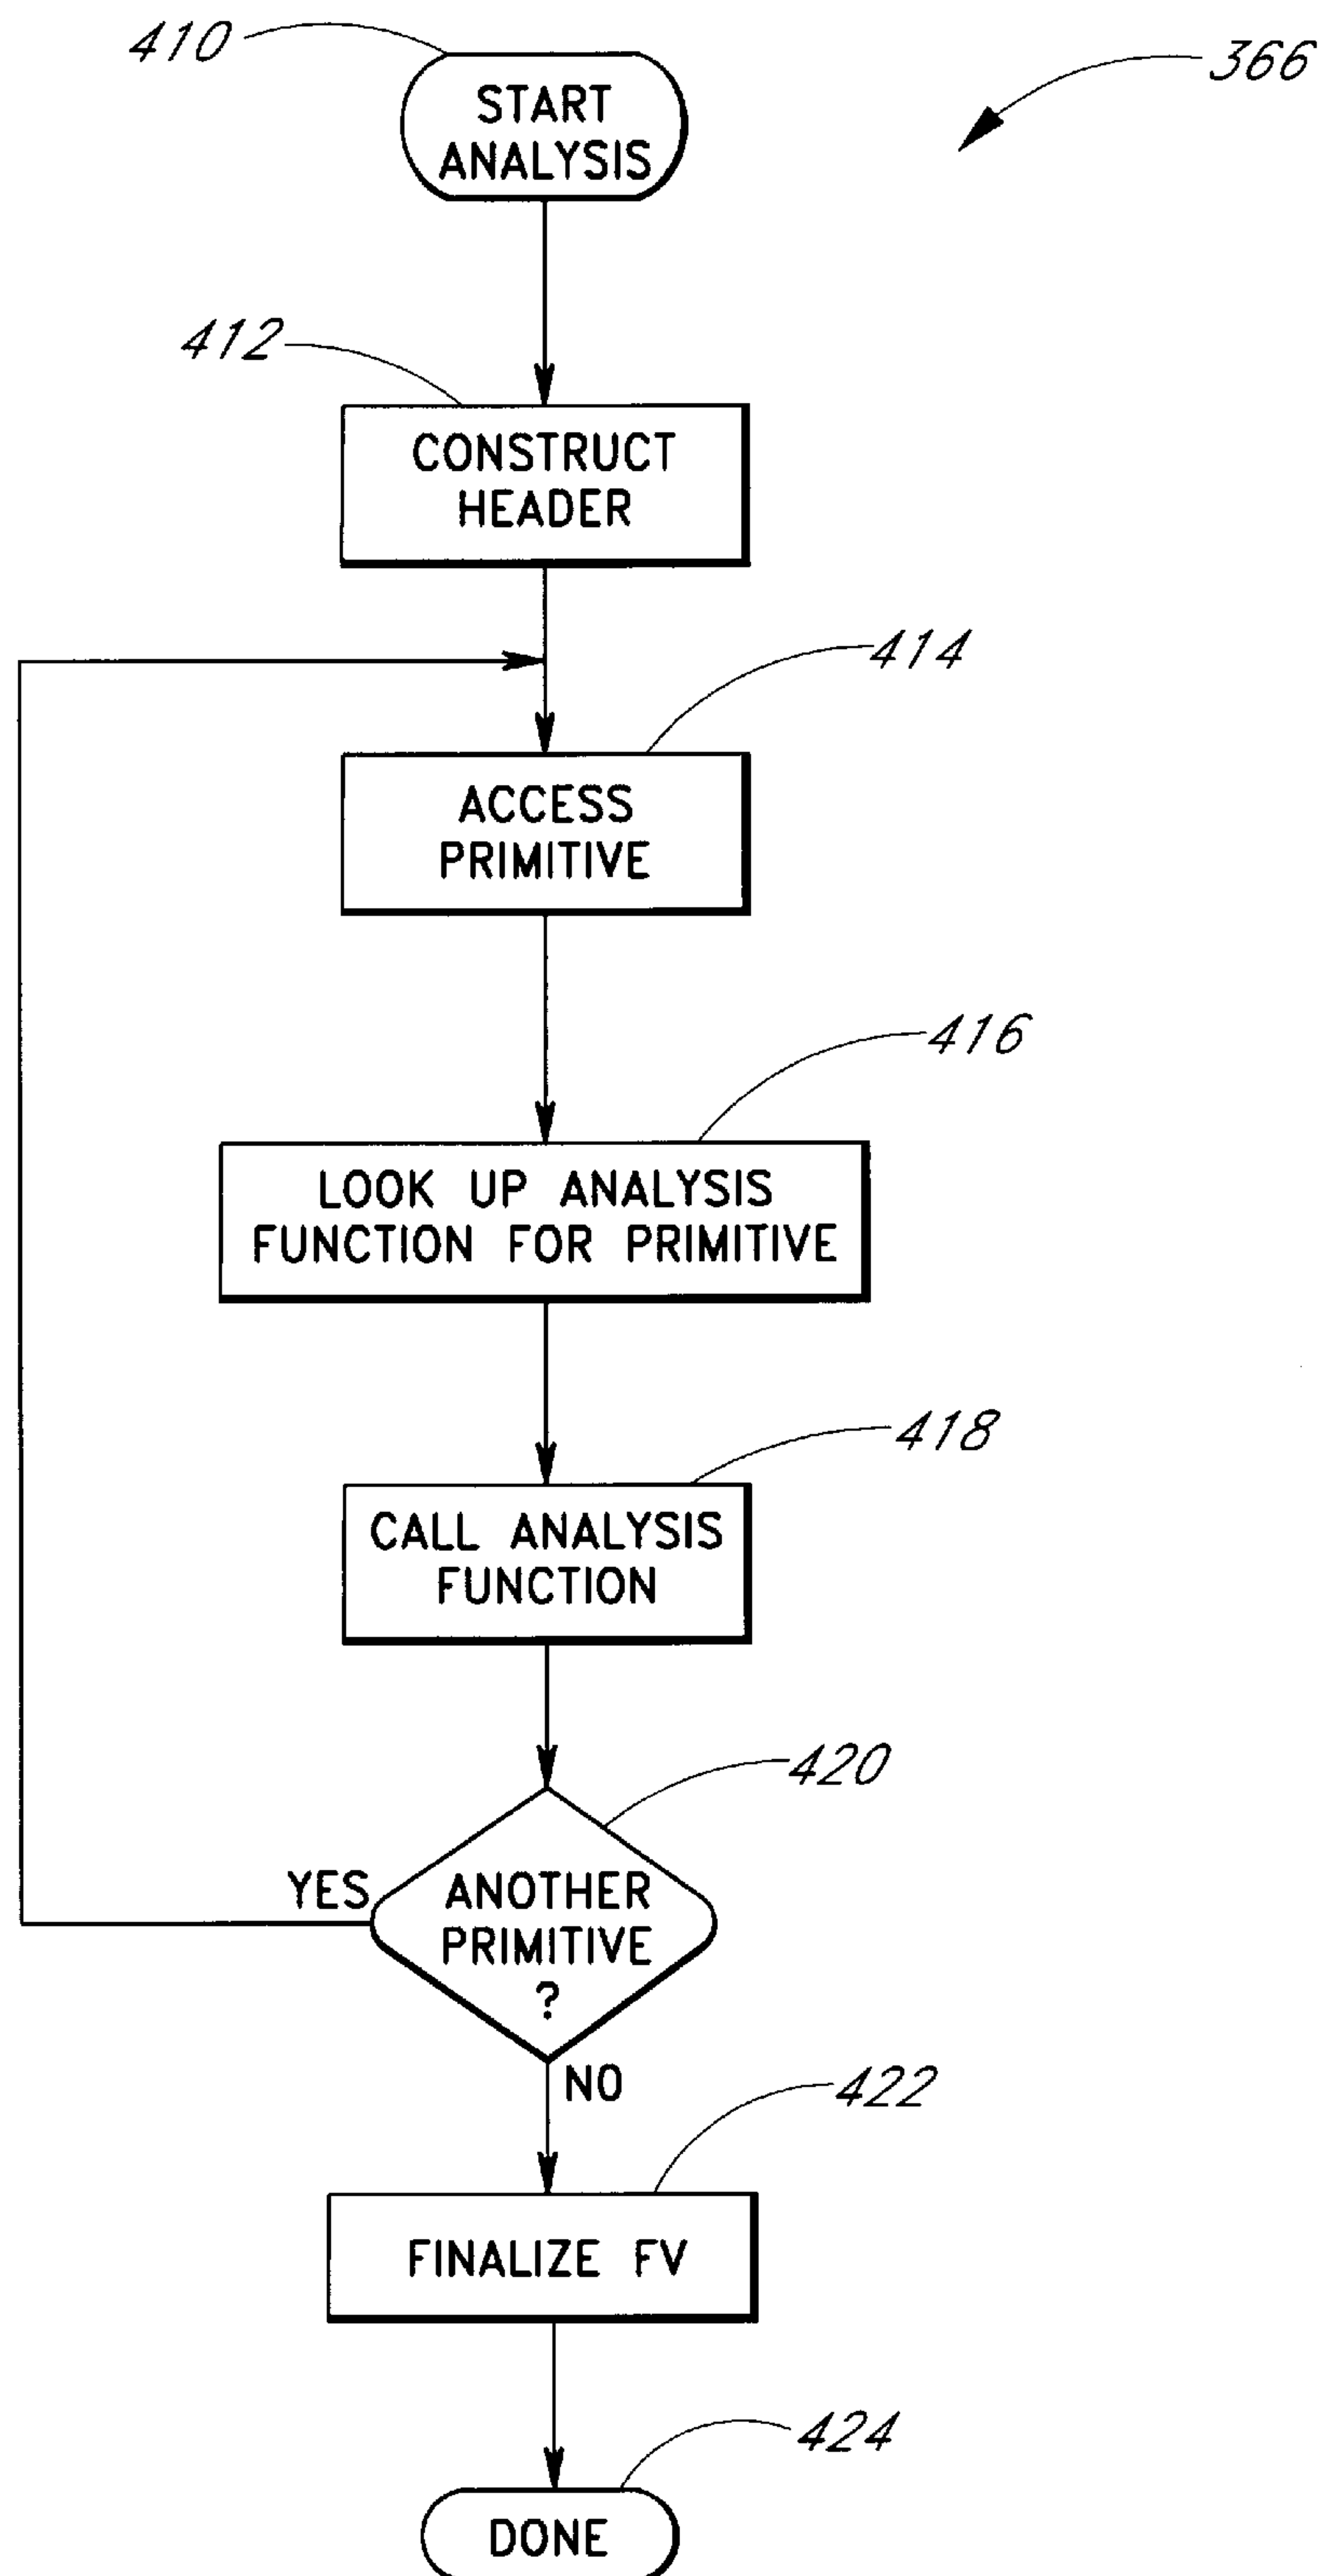 410
366
START
ANALYSIS
412
CONSTRUCT
HEADER
414
ACCESS
PRIMITIVE
416
LOOK UP ANALYSIS
FUNCTION FOR PRIMITIVE
418
CALL ANALYSIS
FUNCTION
420
YES
ANOTHER
PRIMITIVE
?
NO
422
FINALIZE FV
424
DONE